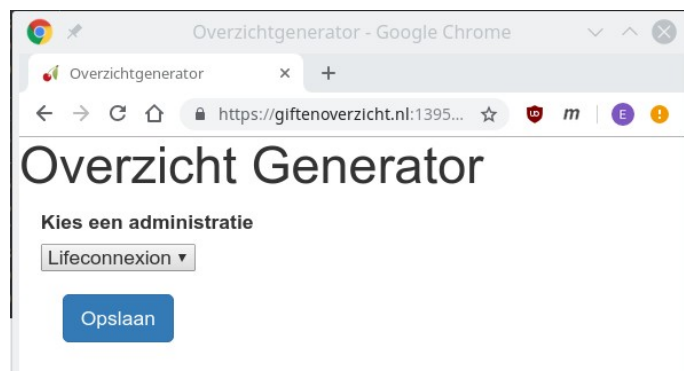 Overzichtgenerator - Google Chrome
Overzichtgenerator
https://giftenoverzicht.nl:1395...
m
E
Overzicht Generator
Kies een administratie
Lifeconnexion
Opslaan